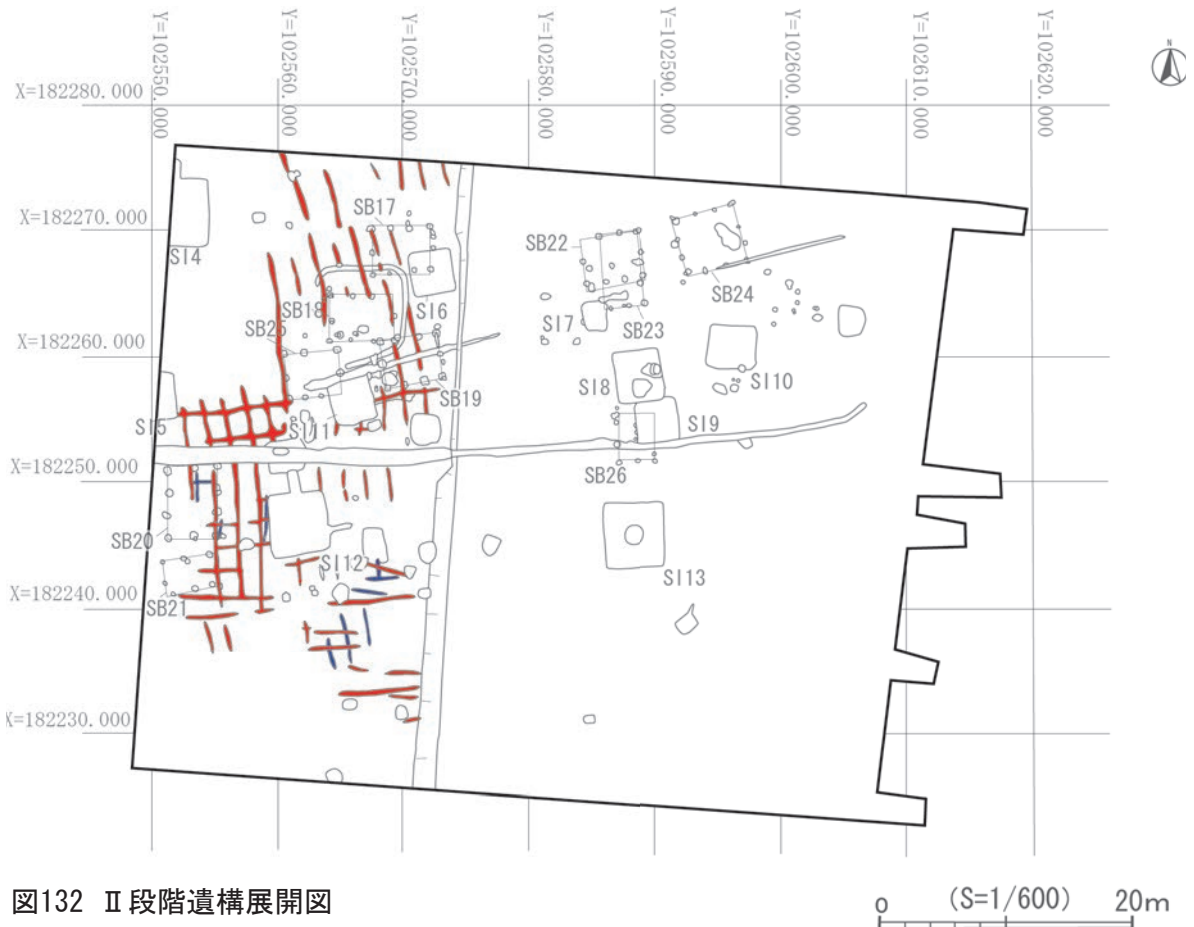 Y=102550.000
Y=102560.000
Y=102570.000
Y=102580.000
Y=102590.000
Y=102600.000
Y=102610.000
Y=102620.000
N
X=182280.000
X=182270.000
X=182260.000
X=182250.000
X=182240.000
X=182230.000
SI4
SB17
SB18
SI6
SB25
SB19
SI5
SI11
SB20
SB21
SI12
SB22
SB24
SI7
SB23
SI10
SI8
SI9
SB26
SI13
図132 Ⅱ段階遺構展開図
0 (S=1/600) 20m